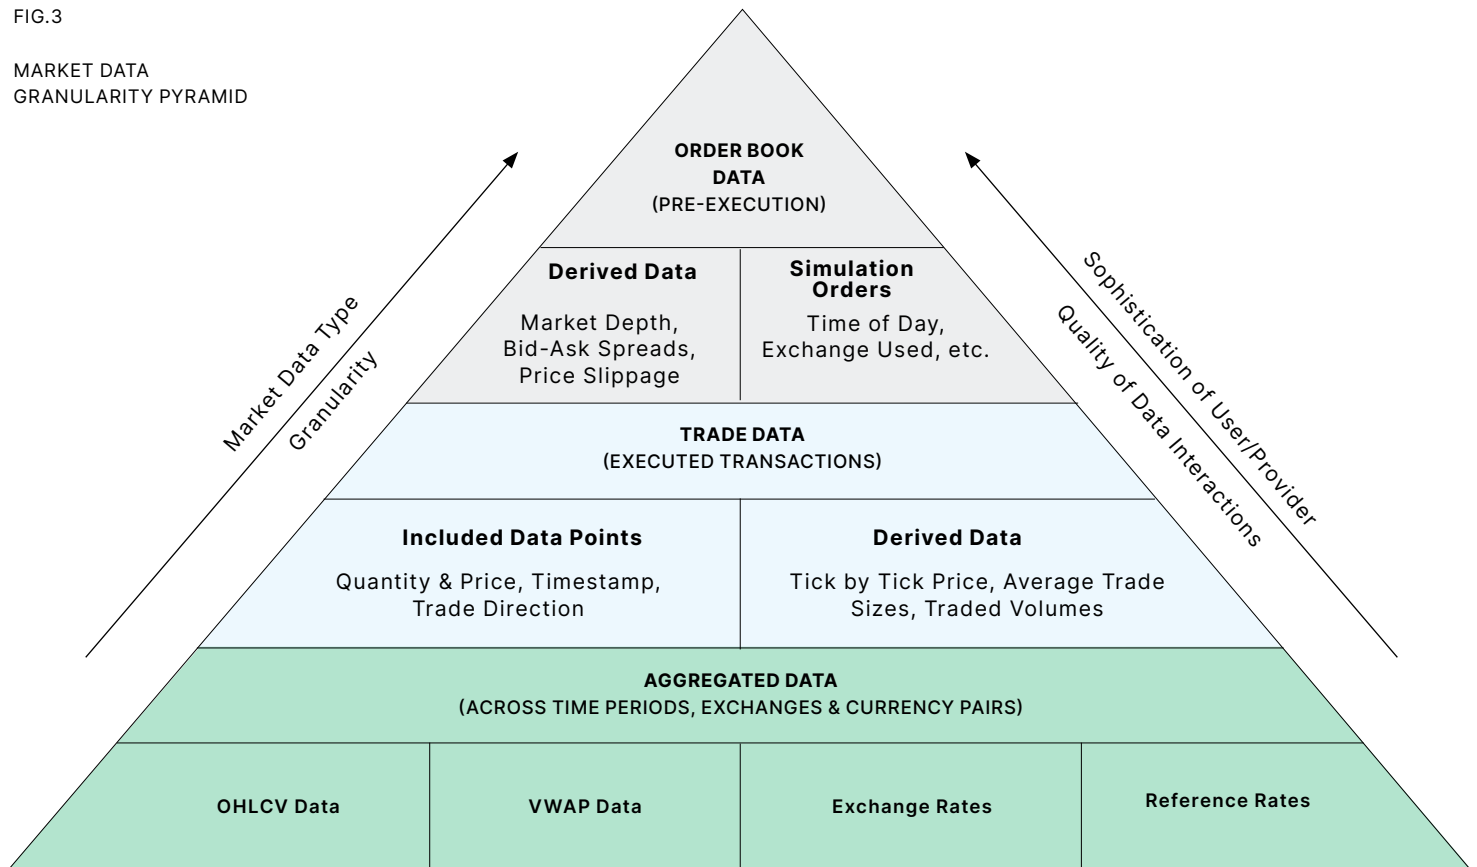 FIG.3
MARKET DATA
GRANULARITY PYRAMID
ORDER BOOK
DATA
(PRE-EXECUTION)
Derived Data
Market Depth,
Bid-Ask Spreads,
Price Slippage
Simulation
Orders
Time of Day,
Exchange Used, etc.
Market Data Type
Granularity
Sophistication of User/Provider
Quality of Data Interactions
TRADE DATA
(EXECUTED TRANSACTIONS)
Included Data Points
Quantity & Price, Timestamp,
Trade Direction
Derived Data
Tick by Tick Price, Average Trade
Sizes, Traded Volumes
AGGREGATED DATA
(ACROSS TIME PERIODS, EXCHANGES & CURRENCY PAIRS)
OHLCV Data
VWAP Data
Exchange Rates
Reference Rates